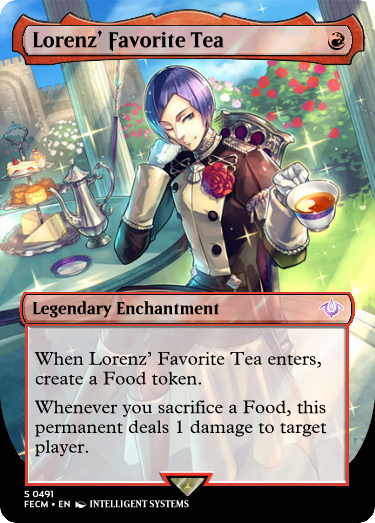 Lorenz’ Favorite Tea
Legendary Enchantment
When Lorenz’ Favorite Tea enters,
create a Food token.
Whenever you sacrifice a Food, this
permanent deals 1 damage to target
player.
S 0491
FECM • EN INTELLIGENT SYSTEMS